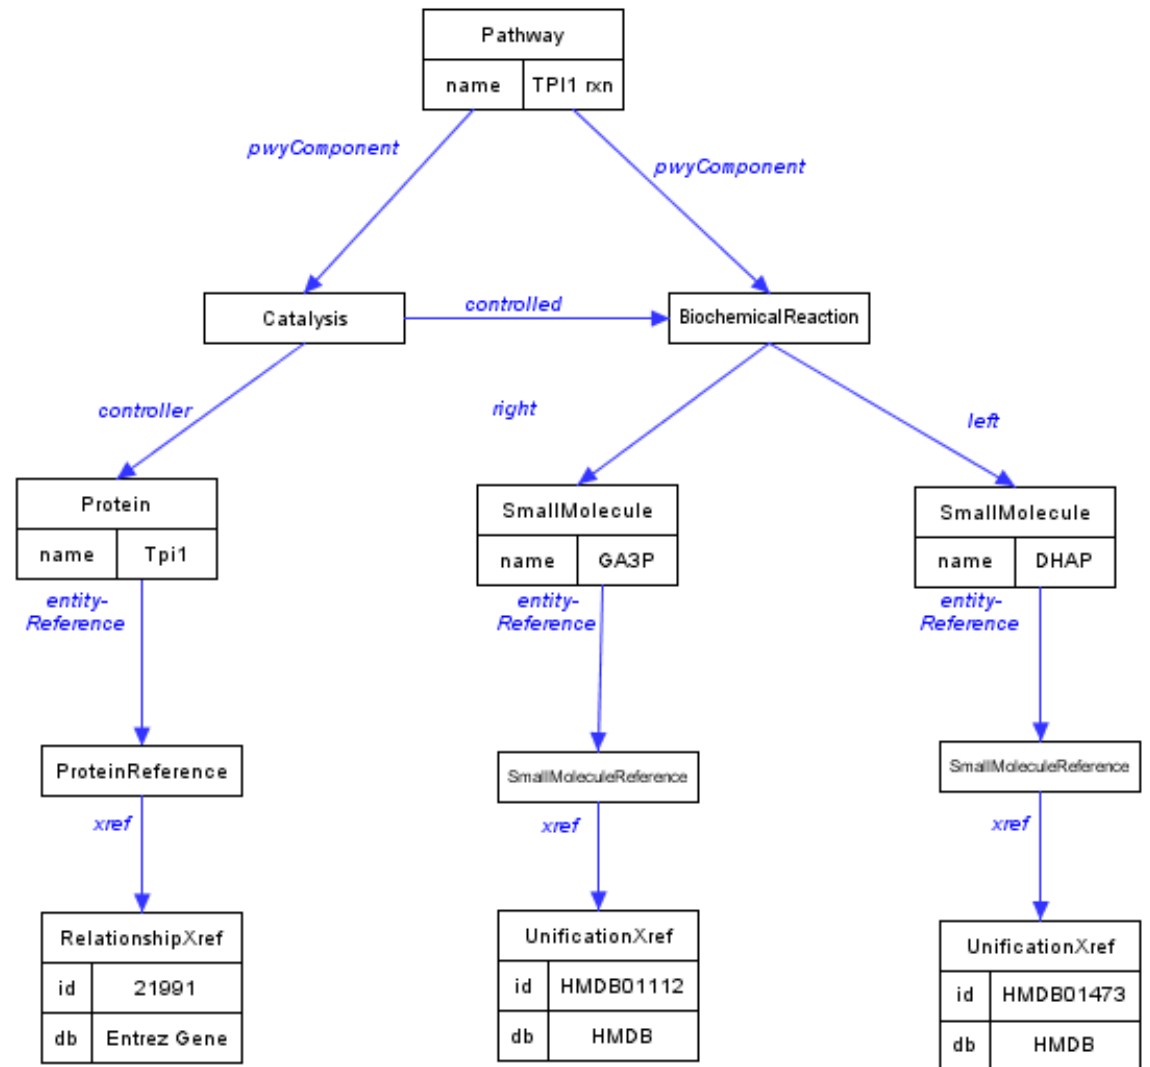 Pathway
name TPI1 rxn
pwyComponent
pwyComponent
Catalysis
controlled
BiochemicalReaction
controller
right
left
Protein
name Tpi1
SmallMolecule
name GA3P
SmallMolecule
name DHAP
entity-
Reference
entity-
Reference
entity-
Reference
ProteinReference
SmallMoleculeReference
SmallMoleculeReference
xref
xref
xref
RelationshipXref
id 21991
db Entrez Gene
UnificationXref
id HMDB01112
db HMDB
UnificationXref
id HMDB01473
db HMDB